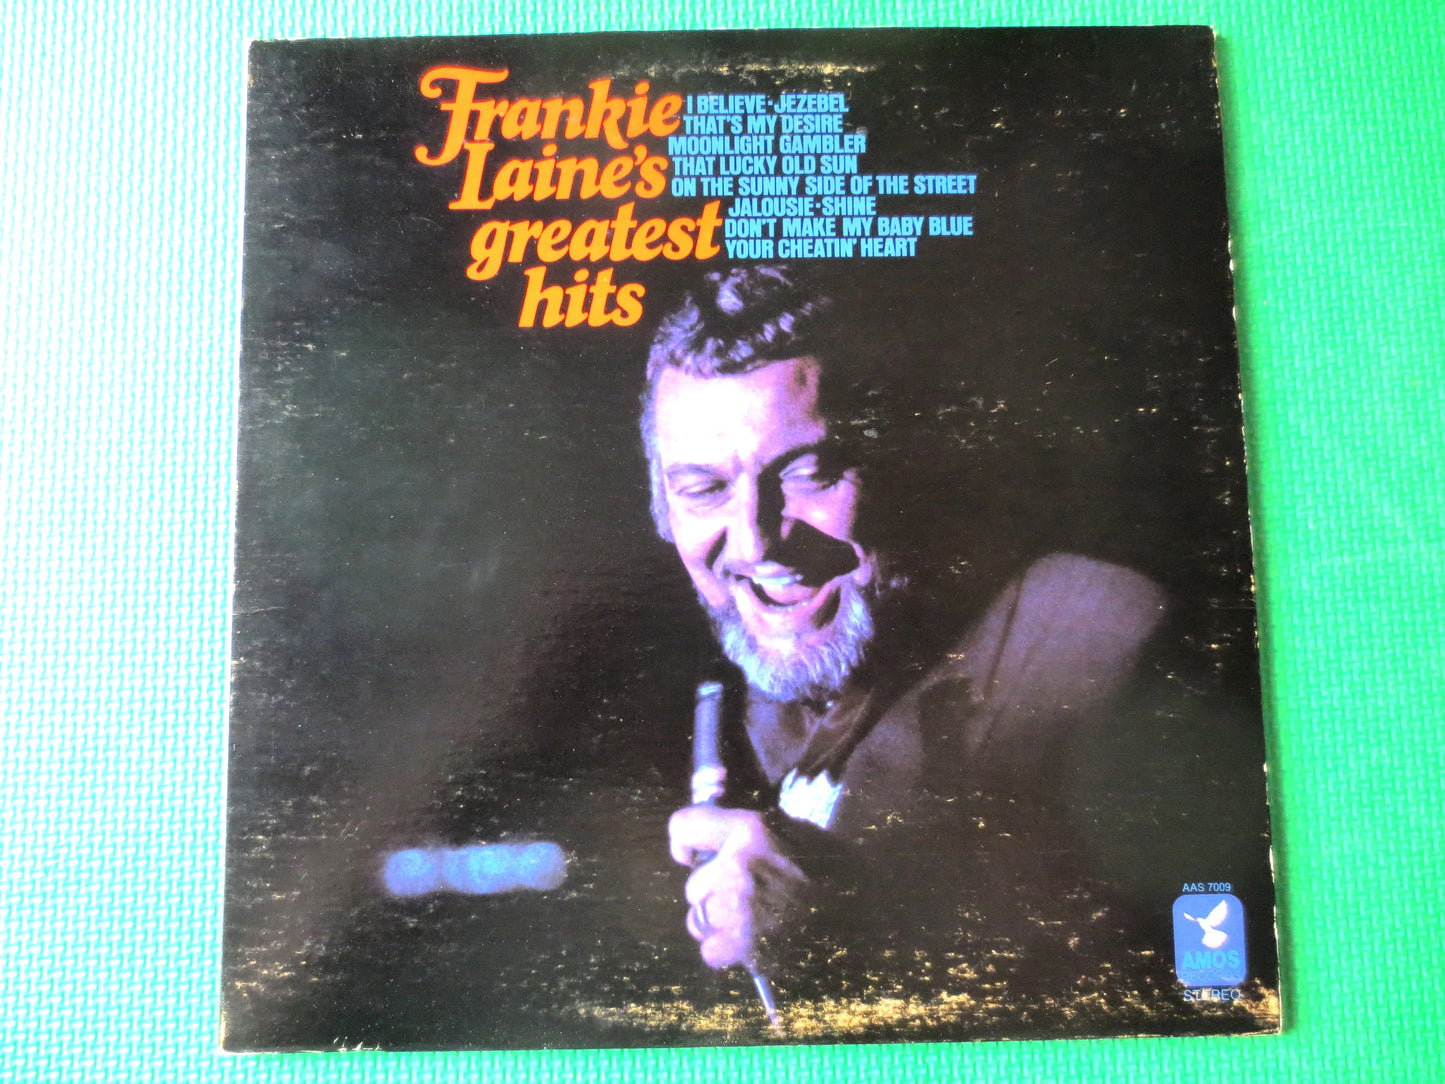 Frankie
Laine's
greatest
hits
I BELIEVE·JEZEBEL
THAT'S MY DESIRE
MOONLIGHT GAMBLER
THAT LUCKY OLD SUN
ON THE SUNNY SIDE OF THE STREET
JALOUSIE·SHINE
DON'T MAKE MY BABY BLUE
YOUR CHEATIN' HEART
AAS 7009
AMOS
RECORDS
STEREO